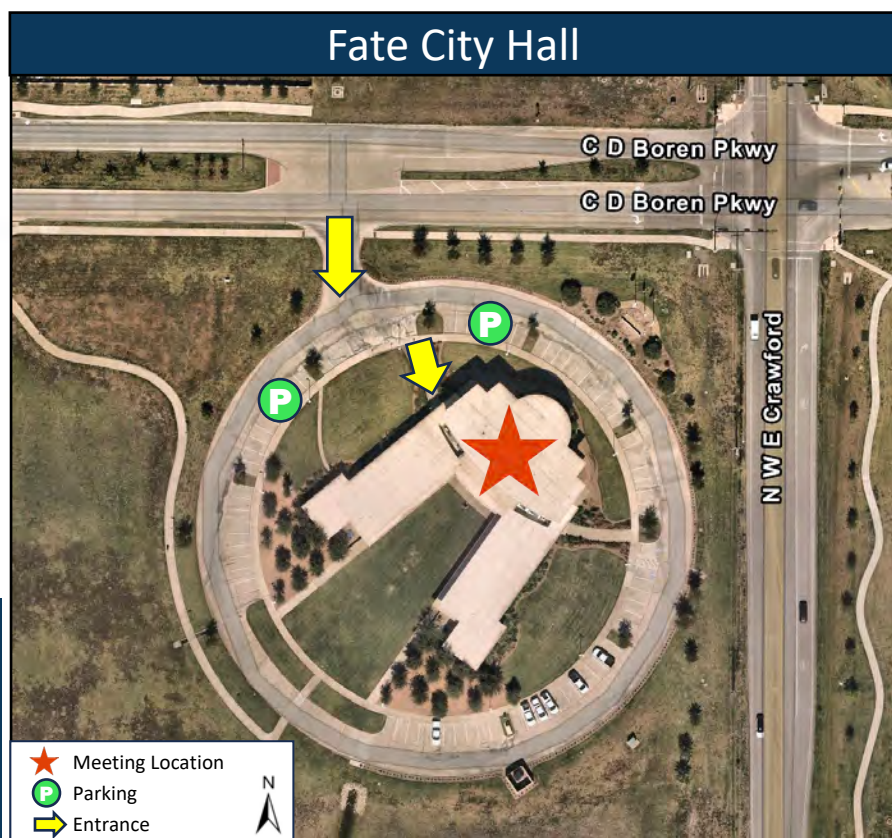 Fate City Hall
C D Boren Pkwy
C D Boren Pkwy
P
P
N W E Crawford
Meeting Location
P Parking
Entrance
N